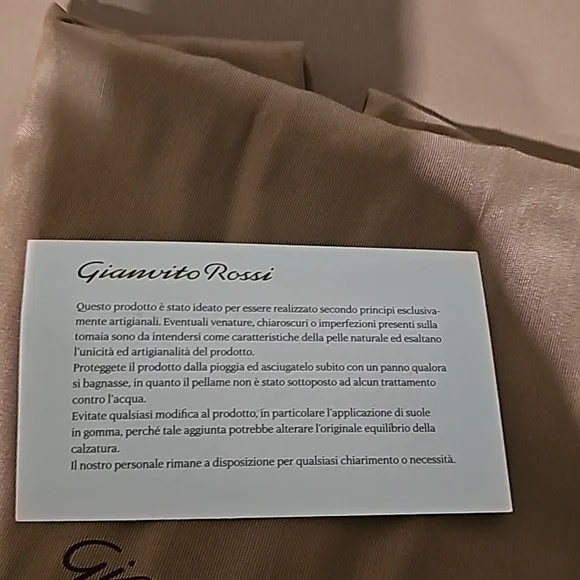 Gianvito Rossi
Questo prodotto è stato ideato per essere realizzato secondo principi esclusiva-
mente artigianali. Eventuali venature, chiaroscuri o imperfezioni presenti sulla
tomaia sono da intendersi come caratteristiche della pelle naturale ed esaltano
l'unicità ed artigianalità del prodotto.
Proteggete il prodotto dalla pioggia ed asciugatelo subito con un panno qualora
si bagnasse, in quanto il pellame non è stato sottoposto ad alcun trattamento
contro l'acqua.
Evitate qualsiasi modifica al prodotto, in particolare l'applicazione di suole
in gomma, perché tale aggiunta potrebbe alterare l'originale equilibrio della
calzatura.
Il nostro personale rimane a disposizione per qualsiasi chiarimento o necessità.